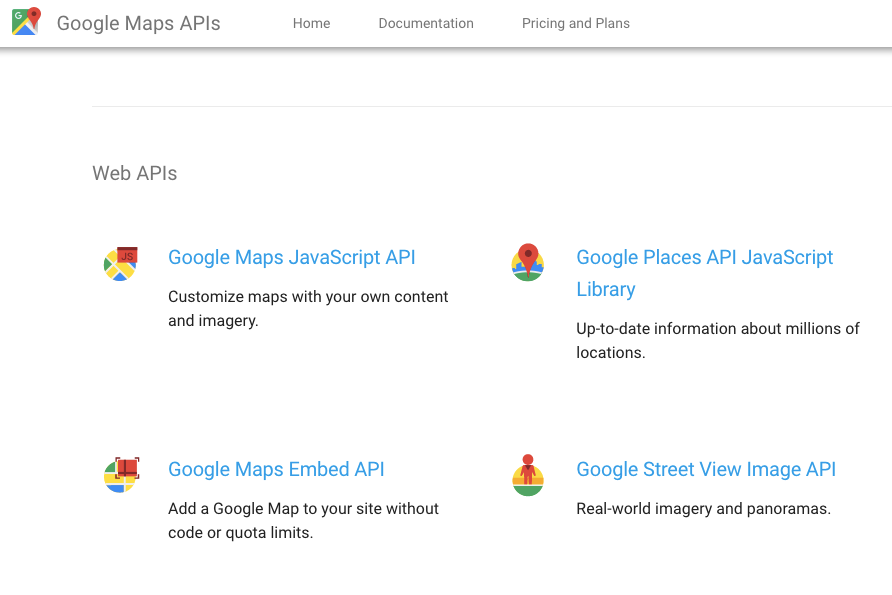 Google Maps APIs Home Documentation Pricing and Plans
Web APIs
JS
Google Maps JavaScript API
Customize maps with your own content
and imagery.
Google Places API JavaScript
Library
Up-to-date information about millions of
locations.
Google Maps Embed API
Add a Google Map to your site without
code or quota limits.
Google Street View Image API
Real-world imagery and panoramas.